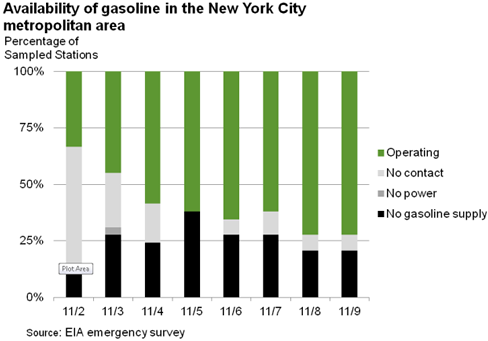 Availability of gasoline in the New York City
metropolitan area
Percentage of
Sampled Stations
100%
75%
50%
25%
0%
Plot Area
11/2 11/3 11/4 11/5 11/6 11/7 11/8 11/9
Operating
No contact
No power
No gasoline supply
Source: EIA emergency survey